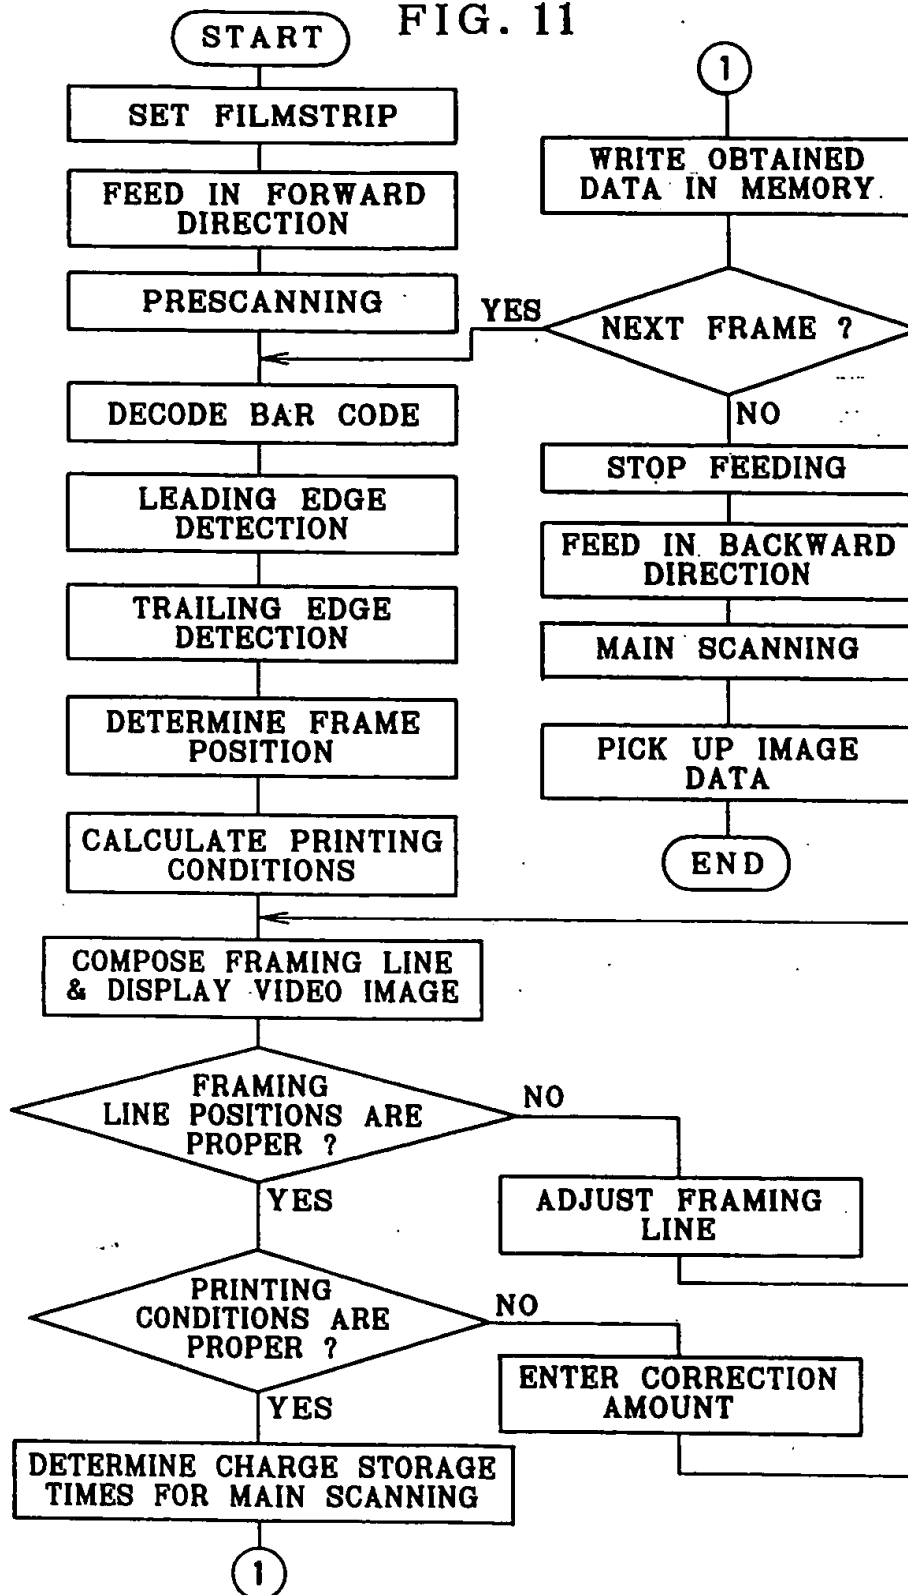 FIG. 11
START
SET FILMSTRIP
FEED IN FORWARD
DIRECTION
PRESCANNING
DECODE BAR CODE
LEADING EDGE
DETECTION
TRAILING EDGE
DETECTION
DETERMINE FRAME
POSITION
CALCULATE PRINTING
CONDITIONS
COMPOSE FRAMING LINE
& DISPLAY VIDEO IMAGE
FRAMING
LINE POSITIONS ARE
PROPER ?
NO
YES
ADJUST FRAMING
LINE
PRINTING
CONDITIONS ARE
PROPER ?
NO
YES
ENTER CORRECTION
AMOUNT
DETERMINE CHARGE STORAGE
TIMES FOR MAIN SCANNING
1
1
WRITE OBTAINED
DATA IN MEMORY
NEXT FRAME ?
YES
NO
STOP FEEDING
FEED IN BACKWARD
DIRECTION
MAIN SCANNING
PICK UP IMAGE
DATA
END